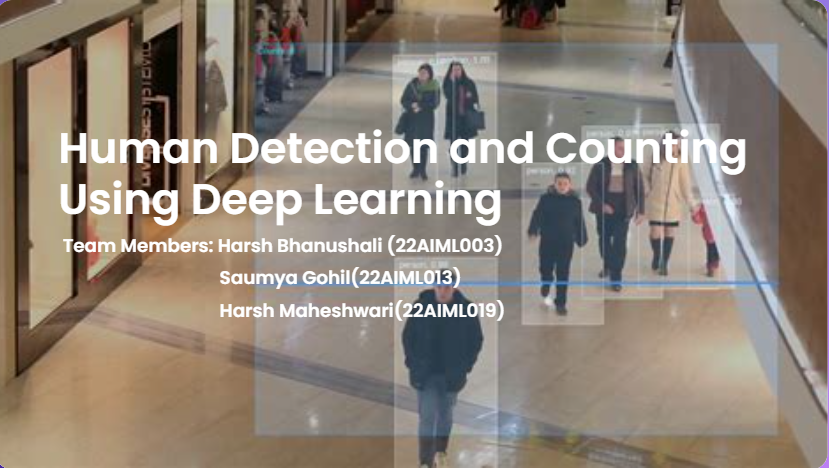 Human Detection and Counting
Using Deep Learning
Team Members: Harsh Bhanushali (22AIML003)
Saumya Gohil(22AIML013)
Harsh Maheshwari(22AIML019)